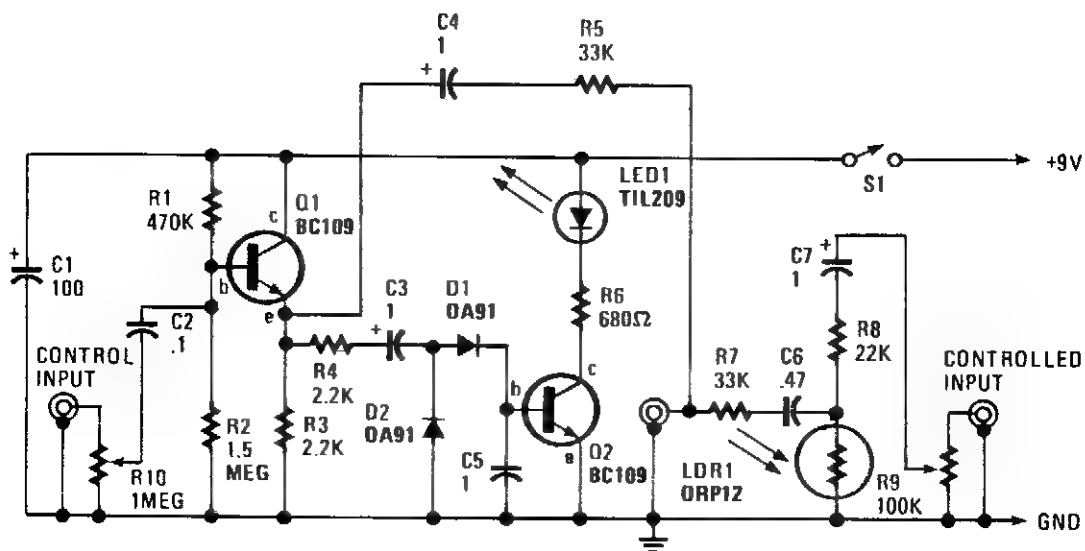 C4
1
+
R5
33K
R1
470K
Q1
BC109
c
b
e
LED1
TIL209
S1
+9V
+
C1
100
C2
.1
CONTROL
INPUT
R10
1MEG
R2
1.5
MEG
R3
2.2K
R4
2.2K
C3
1
+
D1
OA91
D2
OA91
C5
1
R6
680Ω
b
c
e
Q2
BC109
R7
33K
C6
.47
LDR1
ORP12
C7
1
+
R8
22K
CONTROLLED
INPUT
R9
100K
GND